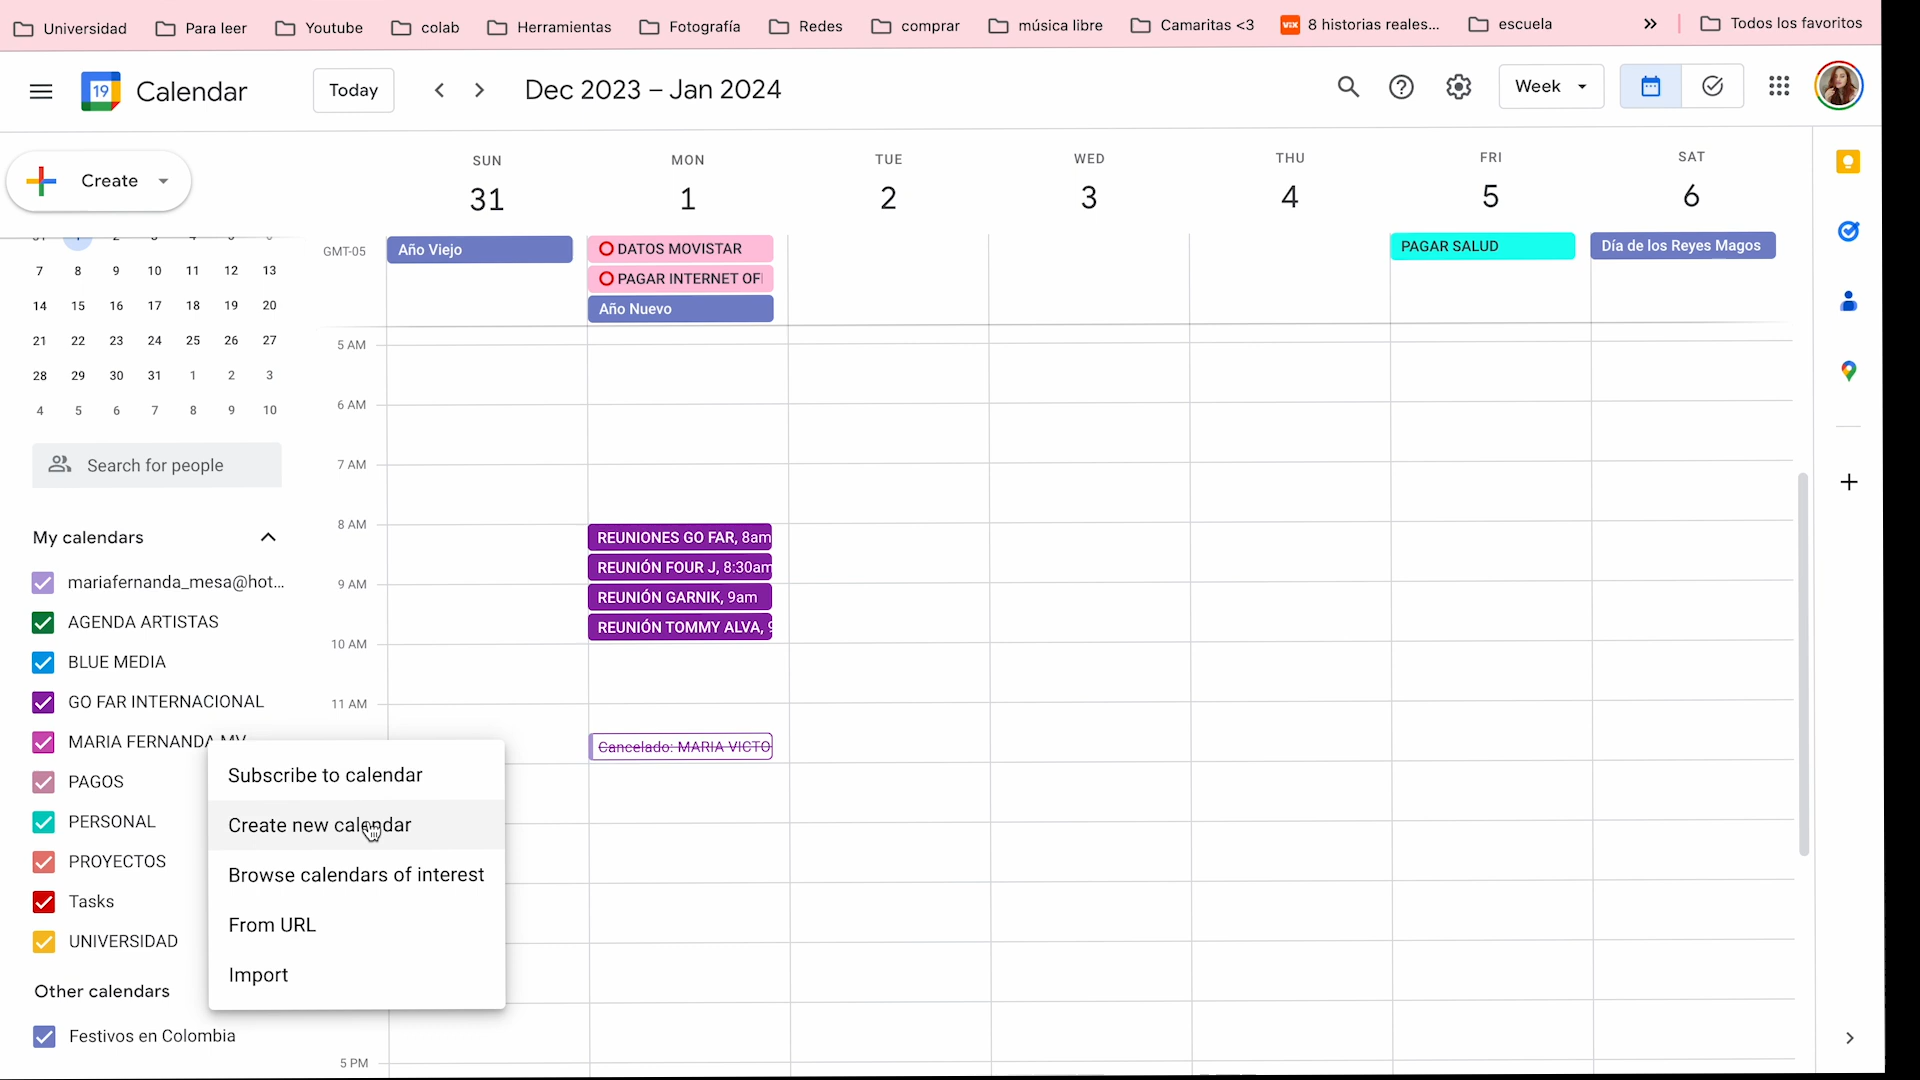 Universidad
Para leer
Youtube
colab
Herramientas
Fotografía
Redes
comprar
música libre
Camaritas <3
VIX
8 historias reales...
escuela
Todos los favoritos
19
Calendar
Today
Dec 2023 – Jan 2024
Week
Create
SUN MON TUE WED THU FRI SAT
31 1 2 3 4 5 6
GMT-05
Año Viejo
DATOS MOVISTAR
PAGAR INTERNET OFI
Año Nuevo
PAGAR SALUD
Día de los Reyes Magos
7 8 9 10 11 12 13
14 15 16 17 18 19 20
21 22 23 24 25 26 27
28 29 30 31 1 2 3
4 5 6 7 8 9 10
Search for people
My calendars
mariafernanda_mesa@hot...
AGENDA ARTISTAS
BLUE MEDIA
GO FAR INTERNACIONAL
MARIA FERNANDA MV
PAGOS
PERSONAL
PROYECTOS
Tasks
UNIVERSIDAD
Other calendars
Festivos en Colombia
Subscribe to calendar
Create new calendar
Browse calendars of interest
From URL
Import
5 AM
6 AM
7 AM
8 AM
9 AM
10 AM
11 AM
5 PM
REUNIONES GO FAR, 8am
REUNIÓN FOUR J, 8:30am
REUNIÓN GARNIK, 9am
REUNIÓN TOMMY ALVA, 9
Cancelado: MARIA VICTO